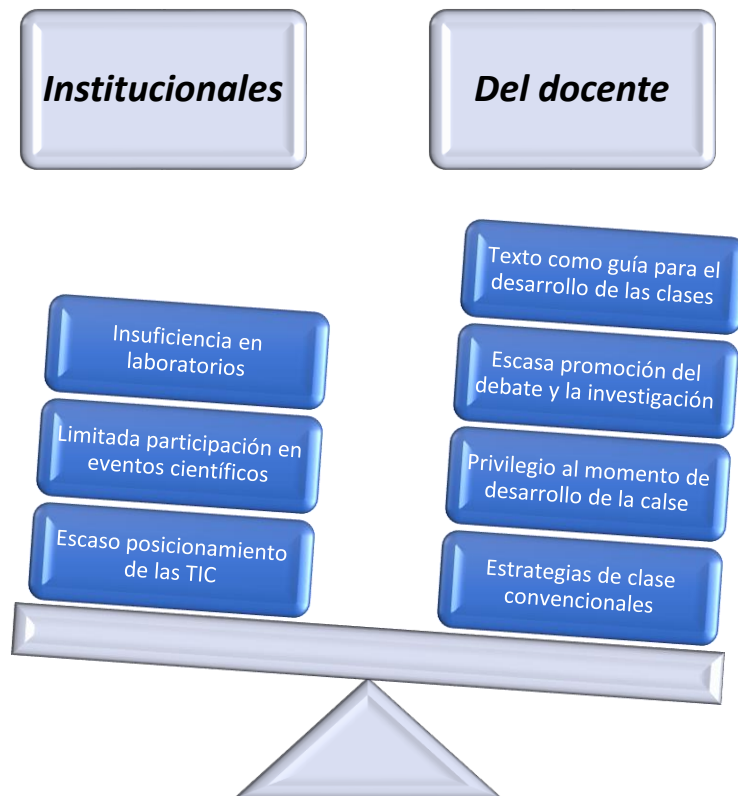 Institucionales
Del docente
Insuficiencia en
laboratorios
Limitada participación en
eventos científicos
Escaso posicionamiento
de las TIC
Texto como guía para el
desarrollo de las clases
Escasa promoción del
debate y la investigación
Privilegio al momento de
desarrollo de la calse
Estrategias de clase
convencionales